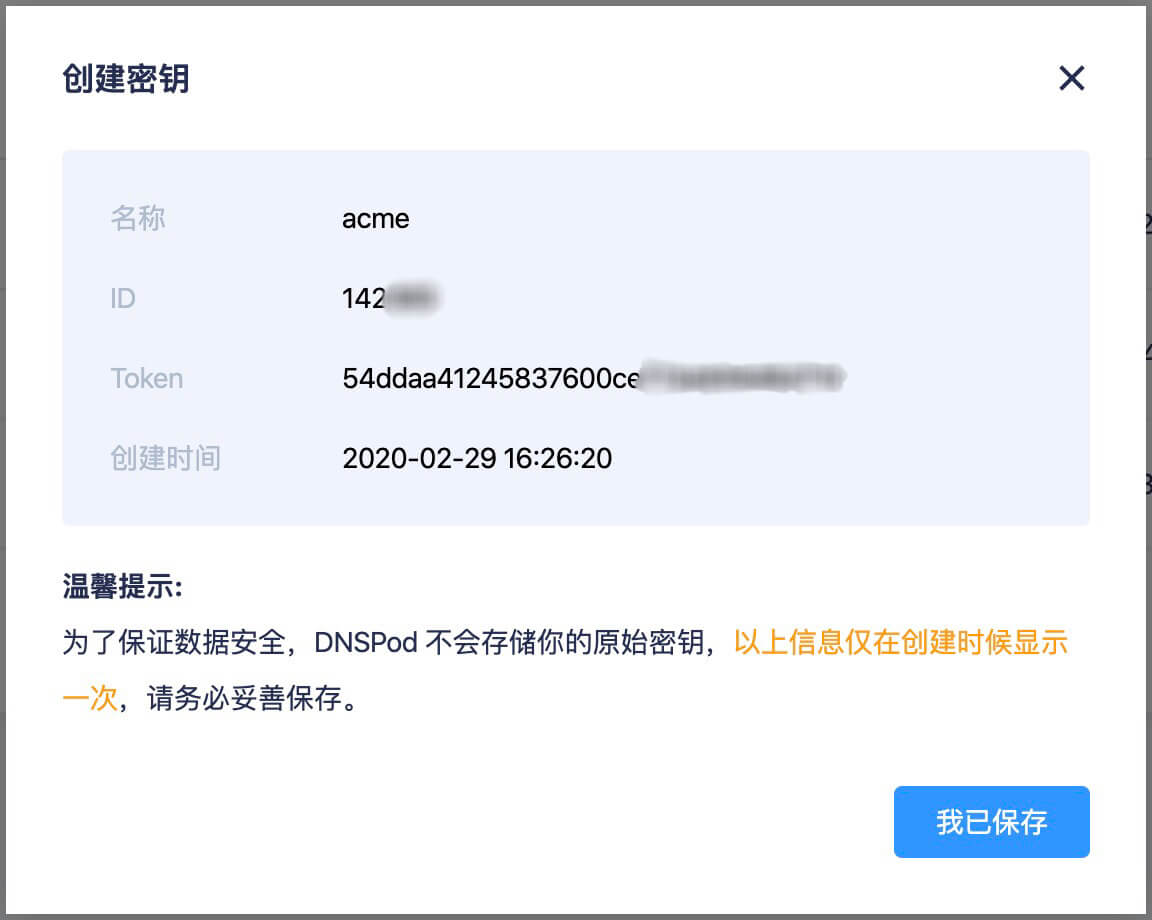 创建密钥
名称 acme
ID 142
Token 54ddaa41245837600ce
创建时间 2020-02-29 16:26:20
温馨提示:
为了保证数据安全，DNSPod 不会存储你的原始密钥，以上信息仅在创建时候显示
一次，请务必妥善保存。
我已保存